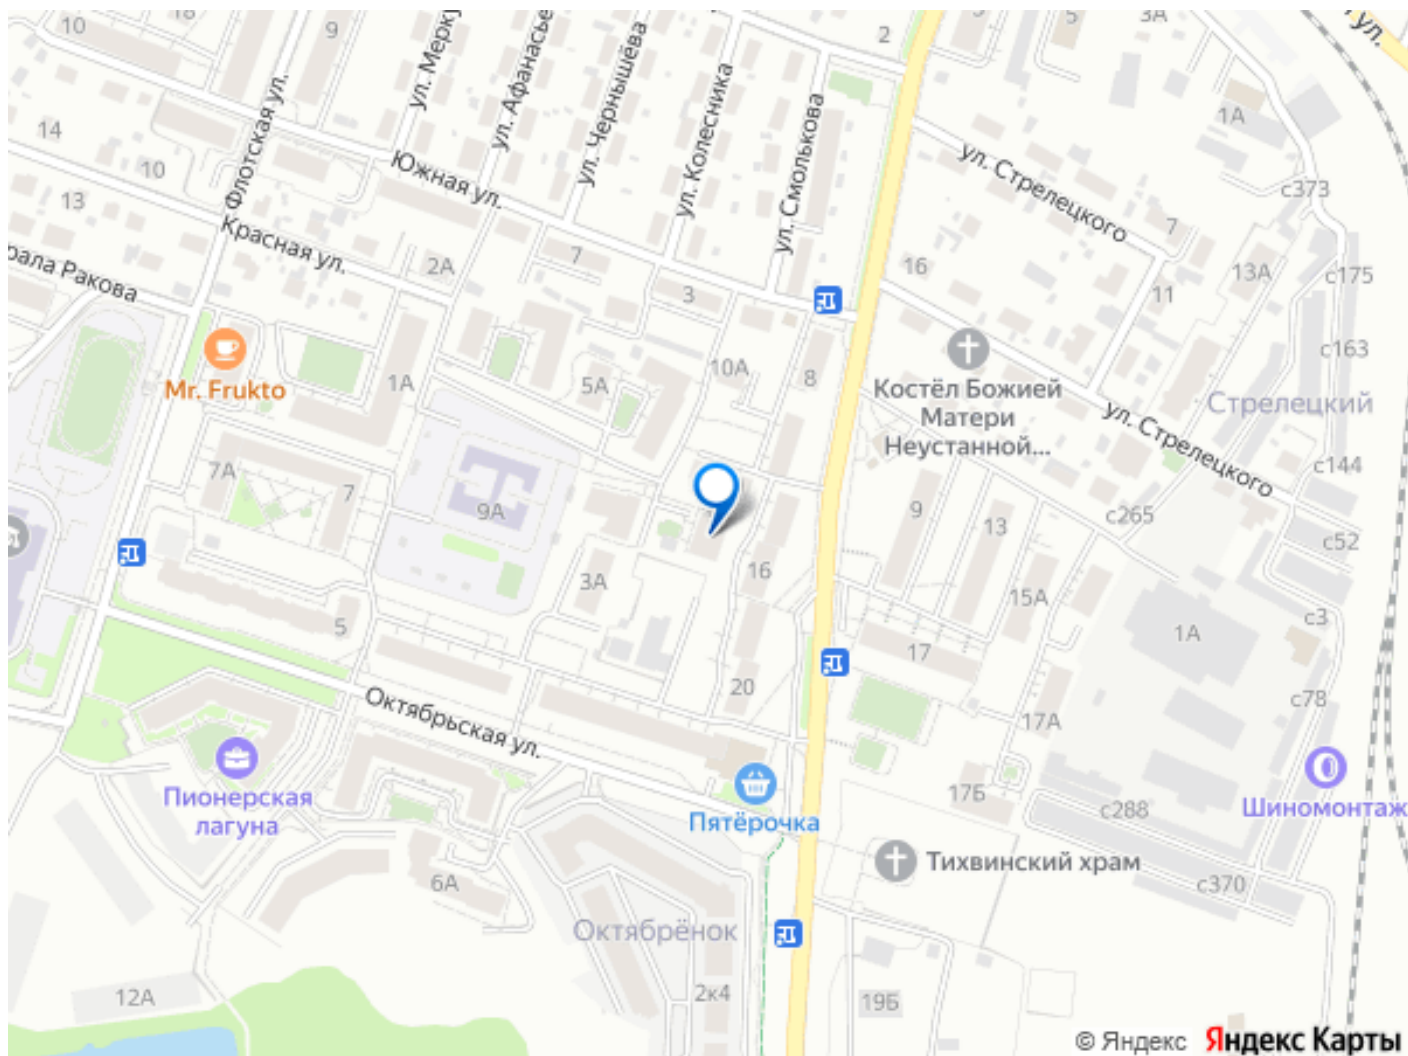 10
9
ул. Мерку
ул. Афанасье
ул. Чернышёва
ул. Колесника
ул. Смолькова
2
5
3А
ул.
1А
14
10
13
Флотская ул.
Южная ул.
Красная ул.
рала Ракова
2А
7
3
ул. Стрелецкого
7
с373
16
11
13А
с175
Mr. Frukto
1А
5А
10А
8
Костёл Божией
Матери
Неустанной...
с163
Стрелецкий
ул. Стрелецкого
с144
7А
7
9А
9
13
с265
с52
16
3А
15А
1А
с3
5
17
20
17А
с78
Октябрьская ул.
Пионерская
лагуна
Пятёрочка
17Б
с288
Шиномонтаж
Тихвинский храм
6А
с370
Октябрёнок
12А
2к4
19Б
© Яндекс
Яндекс Карты